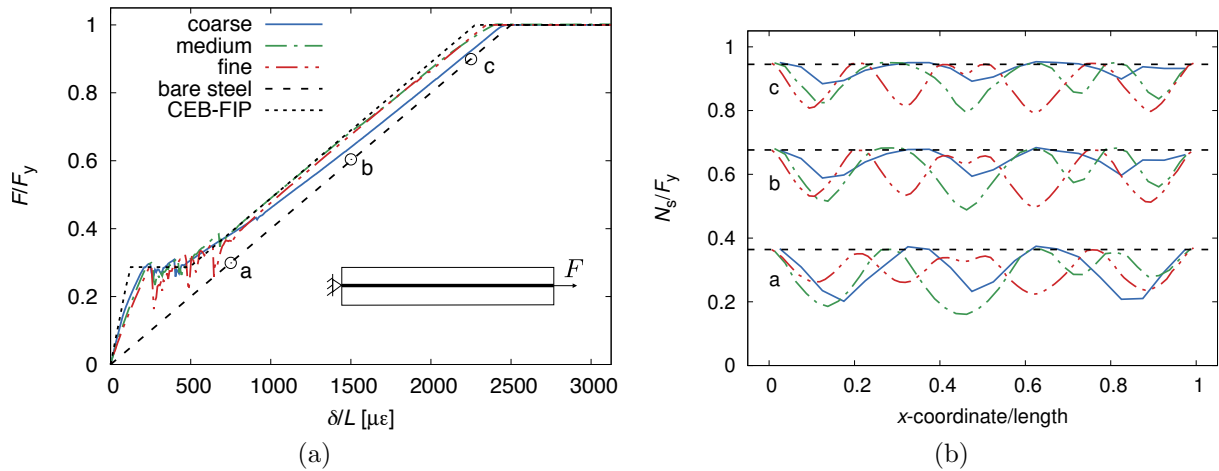 1
0.8
0.6
0.4
0.2
0
F/Fy
coarse
medium
fine
bare steel
CEB-FIP
c
b
a
F
0 500 1000 1500 2000 2500 3000
δ/L [με]
(a)
1
0.8
0.6
0.4
0.2
0
Ns/Fy
c
b
a
0 0.2 0.4 0.6 0.8 1
x-coordinate/length
(b)